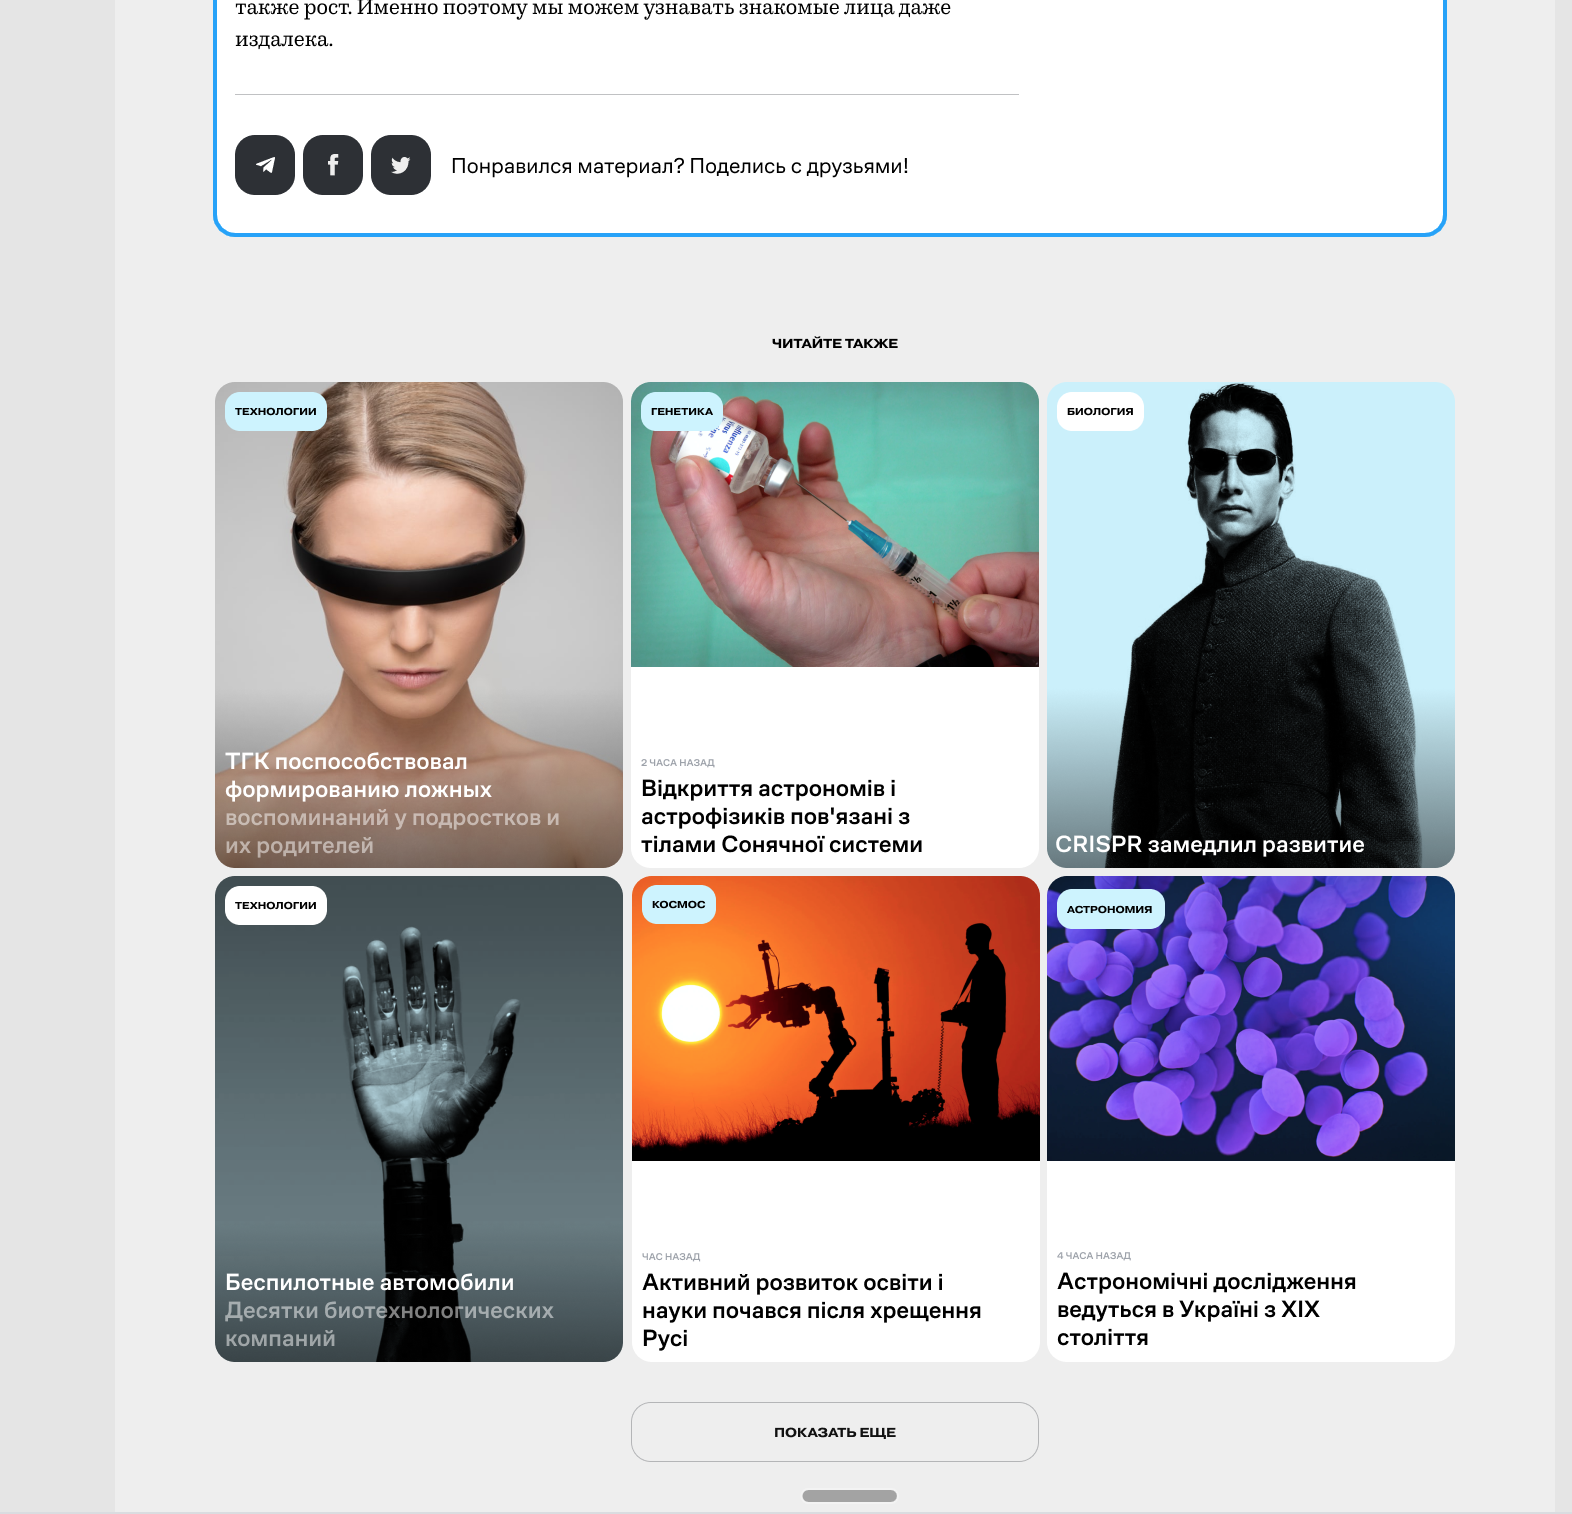 также рост. Именно поэтому мы можем узнавать знакомые лица даже
издалека.
Понравился материал? Поделись с друзьями!
ЧИТАЙТЕ ТАКЖЕ
ТЕХНОЛОГИИ
ТГК поспособствовал
формированию ложных
воспоминаний у подростков и
их родителей
ГЕНЕТИКА
Influenza
2 ЧАСА НАЗАД
Відкриття астрономів і
астрофізиків пов'язані з
тілами Сонячної системи
БИОЛОГИЯ
CRISPR замедлил развитие
ТЕХНОЛОГИИ
Беспилотные автомобили
Десятки биотехнологических
компаний
КОСМОС
ЧАС НАЗАД
Активний розвиток освіти і
науки почався після хрещення
Русі
АСТРОНОМИЯ
4 ЧАСА НАЗАД
Астрономічні дослідження
ведуться в Україні з XIX
століття
ПОКАЗАТЬ ЕЩЕ